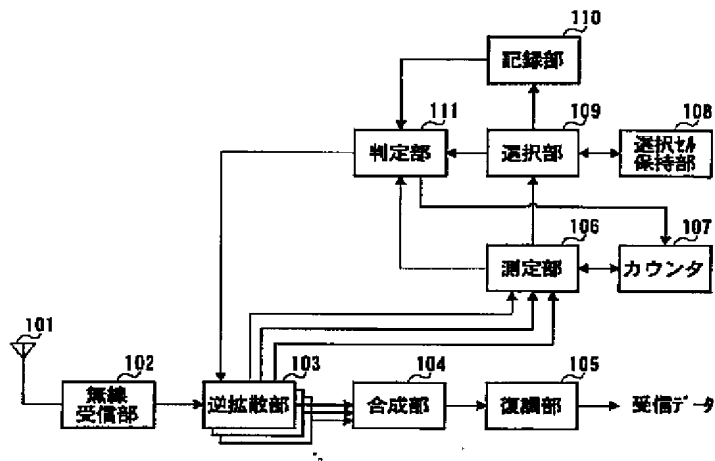 110
記録部
111
109
108
判定部
選択部
選択セル
保持部
106
107
測定部
カウンタ
101
102
103
104
105
無線
受信部
逆拡散部
合成部
復調部
受信データ